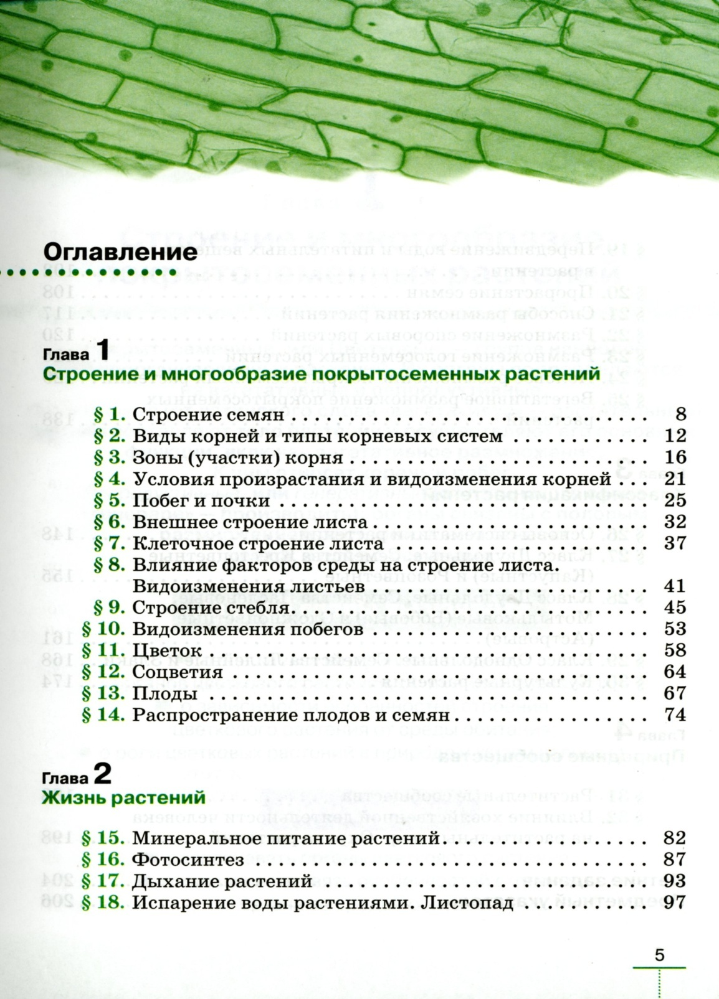 Оглавление
Глава 1
Строение и многообразие покрытосеменных растений
§ 1. Строение семян . . . . . . . . . . . . . . . . . . . . . . . . . . . . . . . . . 8
§ 2. Виды корней и типы корневых систем . . . . . . . . . . . . 12
§ 3. Зоны (участки) корня . . . . . . . . . . . . . . . . . . . . . . . . . . . 16
§ 4. Условия произрастания и видоизменения корней . . . 21
§ 5. Побег и почки . . . . . . . . . . . . . . . . . . . . . . . . . . . . . . . . . . 25
§ 6. Внешнее строение листа . . . . . . . . . . . . . . . . . . . . . . . . . 32
§ 7. Клеточное строение листа . . . . . . . . . . . . . . . . . . . . . . . 37
§ 8. Влияние факторов среды на строение листа.
Видоизменения листьев . . . . . . . . . . . . . . . . . . . . . . . . . 41
§ 9. Строение стебля . . . . . . . . . . . . . . . . . . . . . . . . . . . . . . . . 45
§ 10. Видоизменения побегов . . . . . . . . . . . . . . . . . . . . . . . . 53
§ 11. Цветок . . . . . . . . . . . . . . . . . . . . . . . . . . . . . . . . . . . . . . . 58
§ 12. Соцветия . . . . . . . . . . . . . . . . . . . . . . . . . . . . . . . . . . . . . 64
§ 13. Плоды . . . . . . . . . . . . . . . . . . . . . . . . . . . . . . . . . . . . . . . . 67
§ 14. Распространение плодов и семян . . . . . . . . . . . . . . . . . 74
Глава 2
Жизнь растений
§ 15. Минеральное питание растений . . . . . . . . . . . . . . . . . . 82
§ 16. Фотосинтез . . . . . . . . . . . . . . . . . . . . . . . . . . . . . . . . . . . 87
§ 17. Дыхание растений . . . . . . . . . . . . . . . . . . . . . . . . . . . . . 93
§ 18. Испарение воды растениями. Листопад . . . . . . . . . . . 97
5